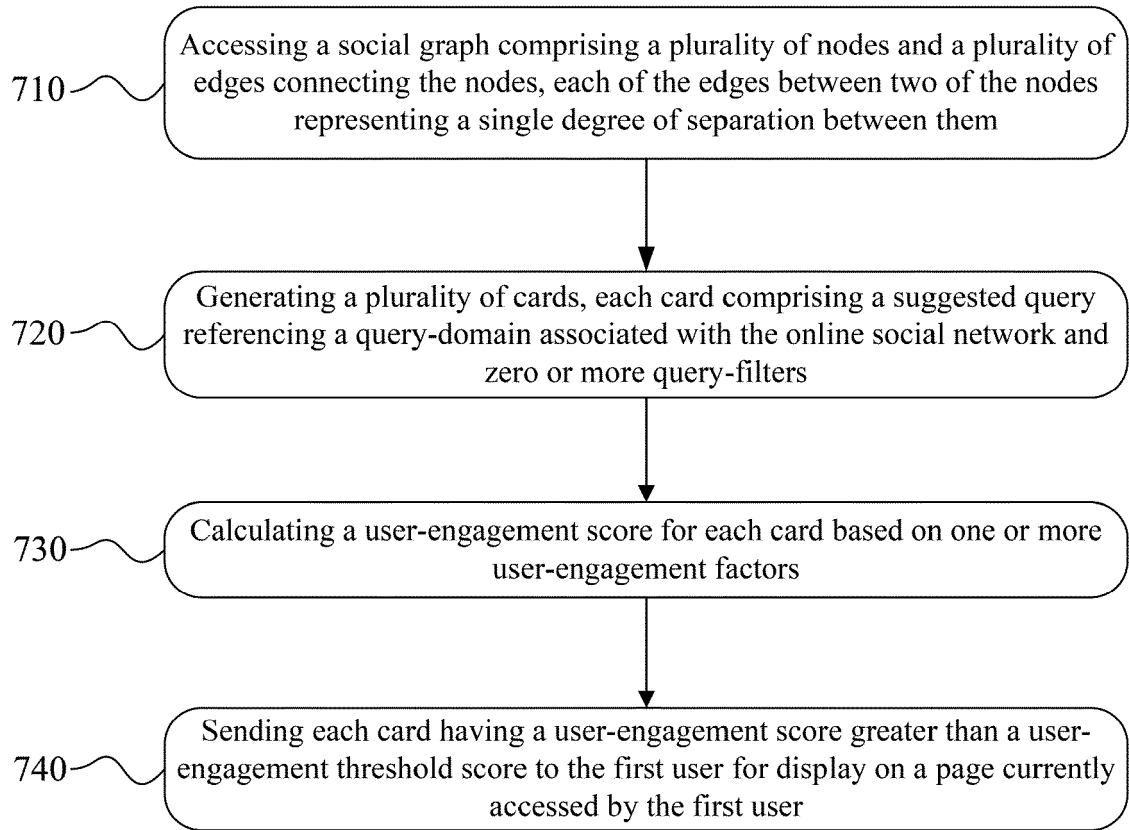 710
Accessing a social graph comprising a plurality of nodes and a plurality of
edges connecting the nodes, each of the edges between two of the nodes
representing a single degree of separation between them
720
Generating a plurality of cards, each card comprising a suggested query
referencing a query-domain associated with the online social network and
zero or more query-filters
730
Calculating a user-engagement score for each card based on one or more
user-engagement factors
740
Sending each card having a user-engagement score greater than a user-
engagement threshold score to the first user for display on a page currently
accessed by the first user